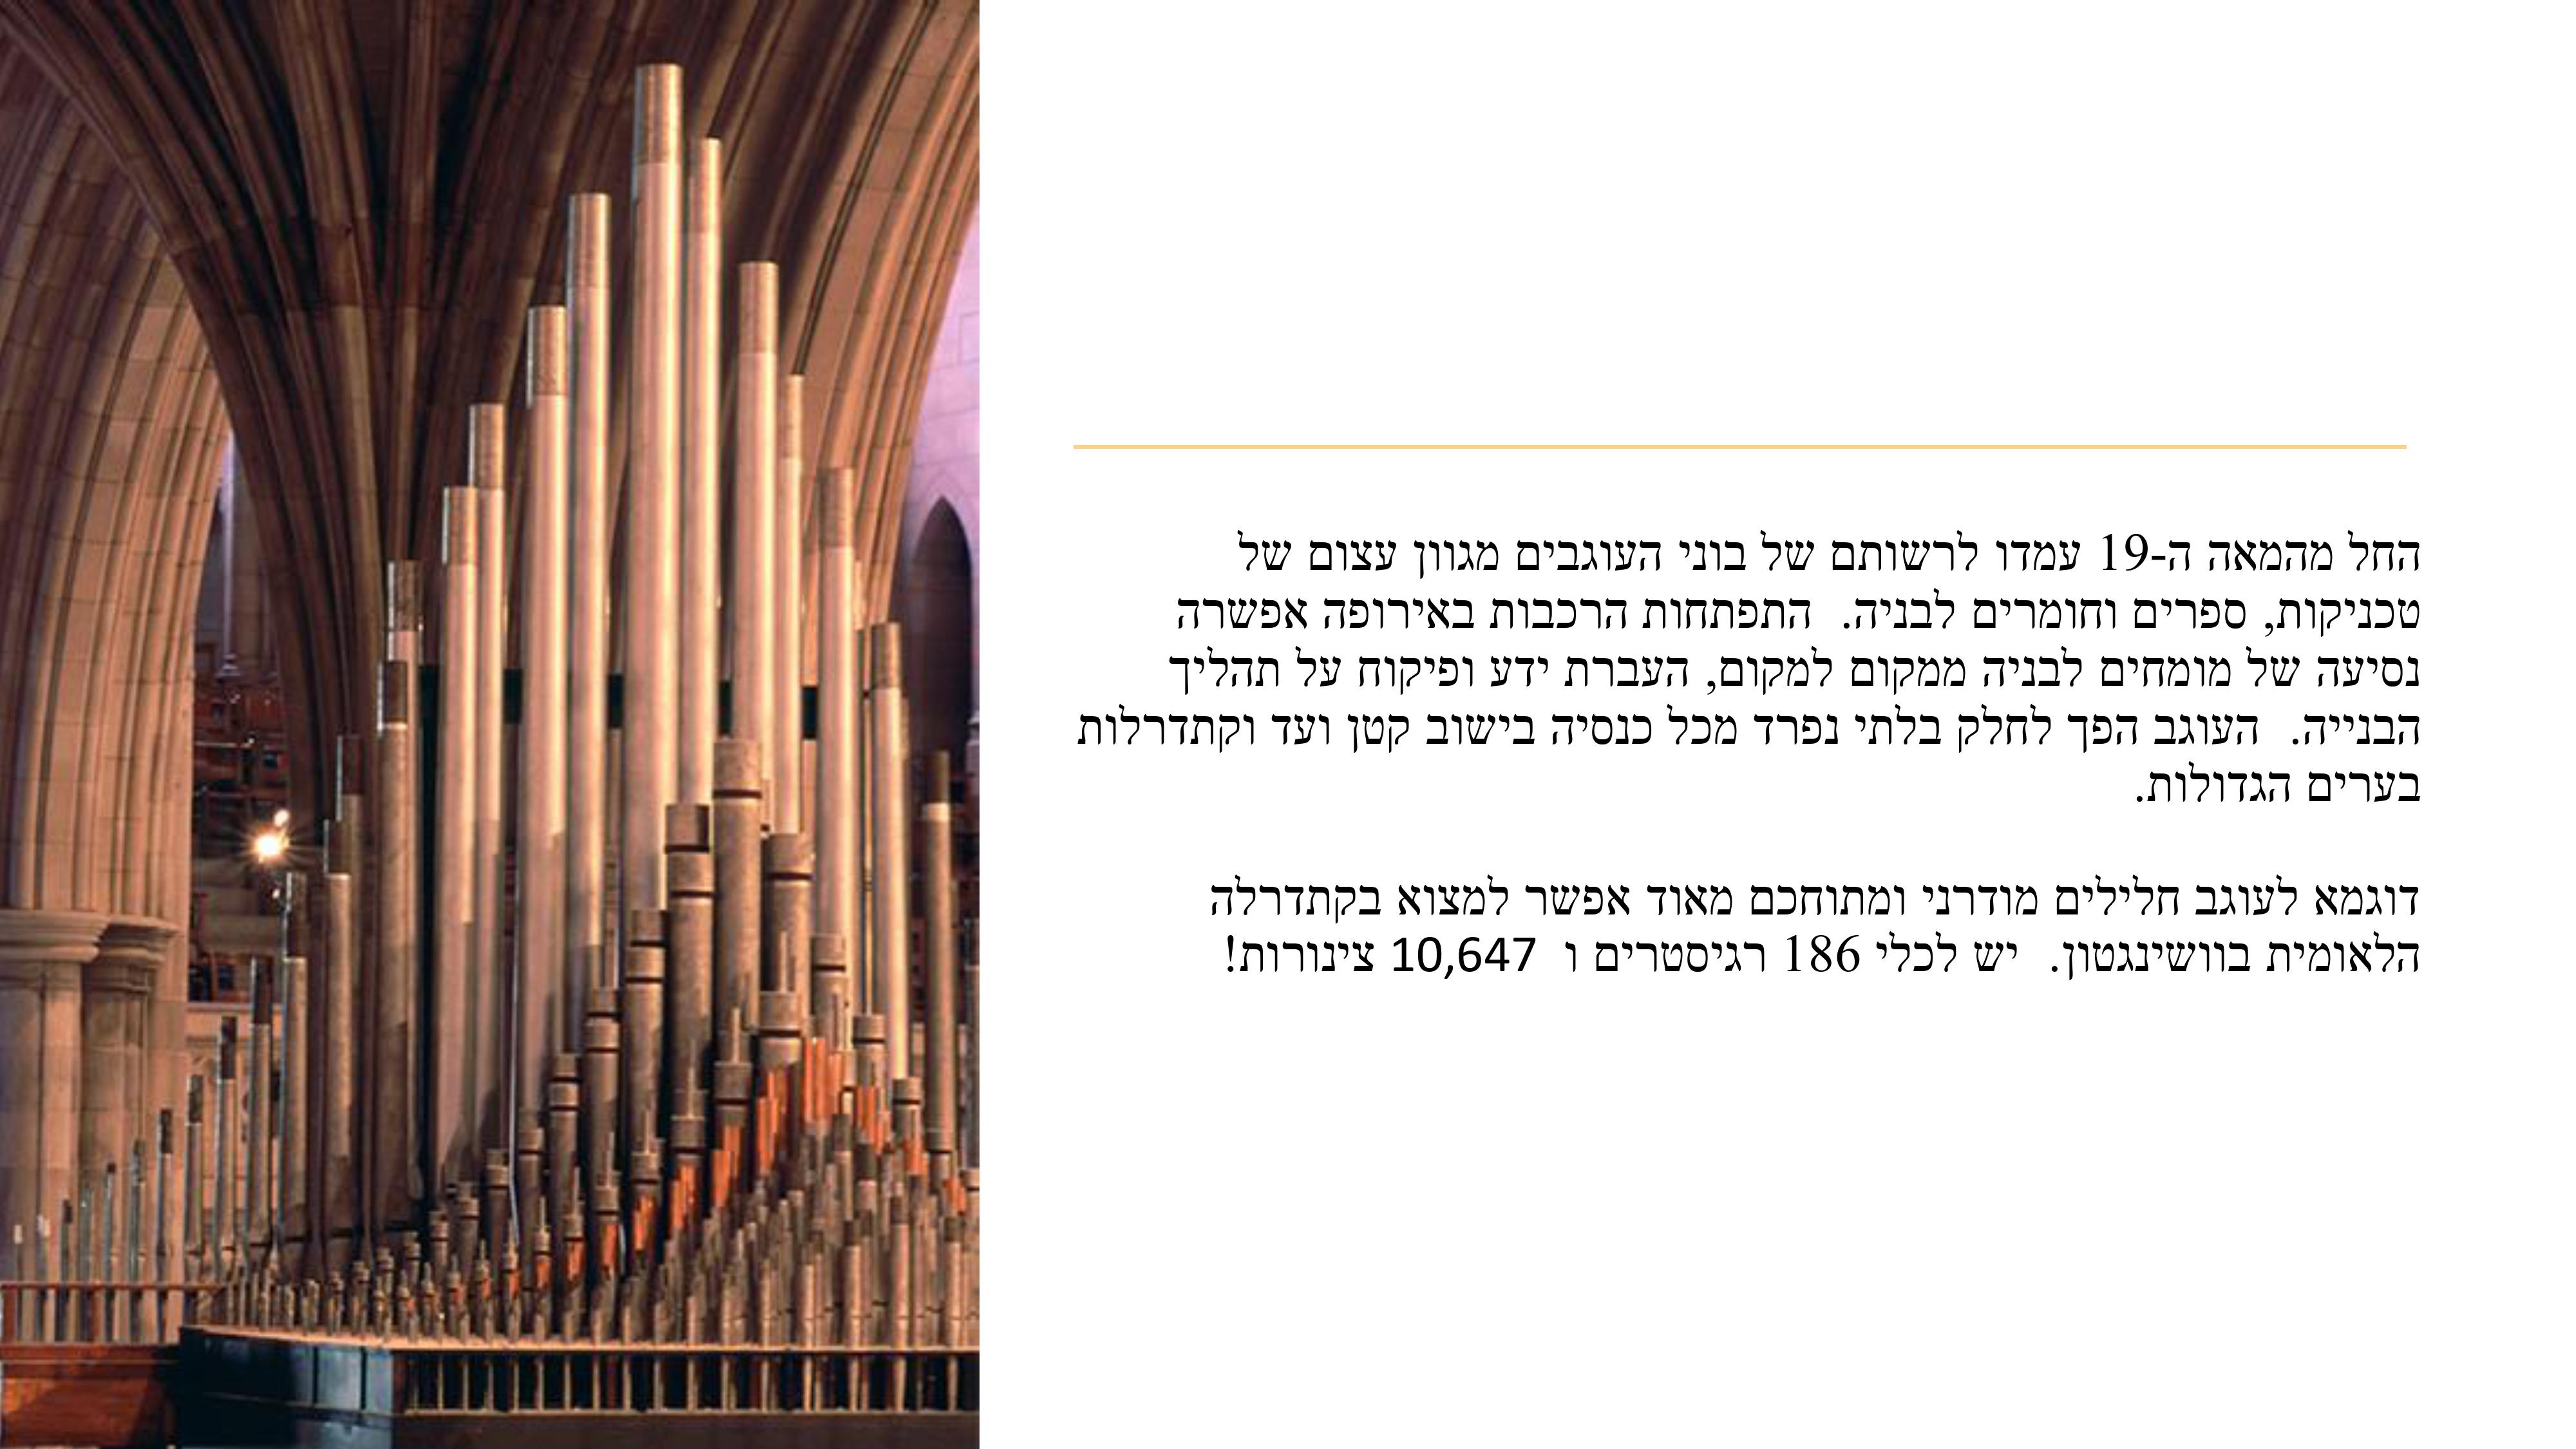 החל מהמאה ה-19 עמדו לרשותם של בוני העוגבים מגוון עצום של
טכניקות, ספרים וחומרים לבניה.  התפתחות הרכבות באירופה אפשרה
נסיעה של מומחים לבניה ממקום למקום, העברת ידע ופיקוח על תהליך
הבנייה.  העוגב הפך לחלק בלתי נפרד מכל כנסיה בישוב קטן ועד וקתדרלות
בערים הגדולות.
דוגמא לעוגב חלילים מודרני ומתוחכם מאוד אפשר למצוא בקתדרלה
הלאומית בוושינגטון.  יש לכלי 186 רגיסטרים ו  10,647 צינורות!